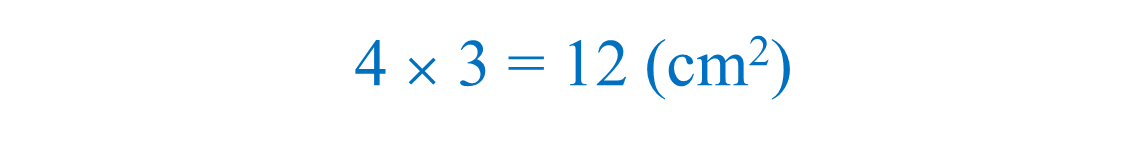 4 × 3 = 12 (cm²)